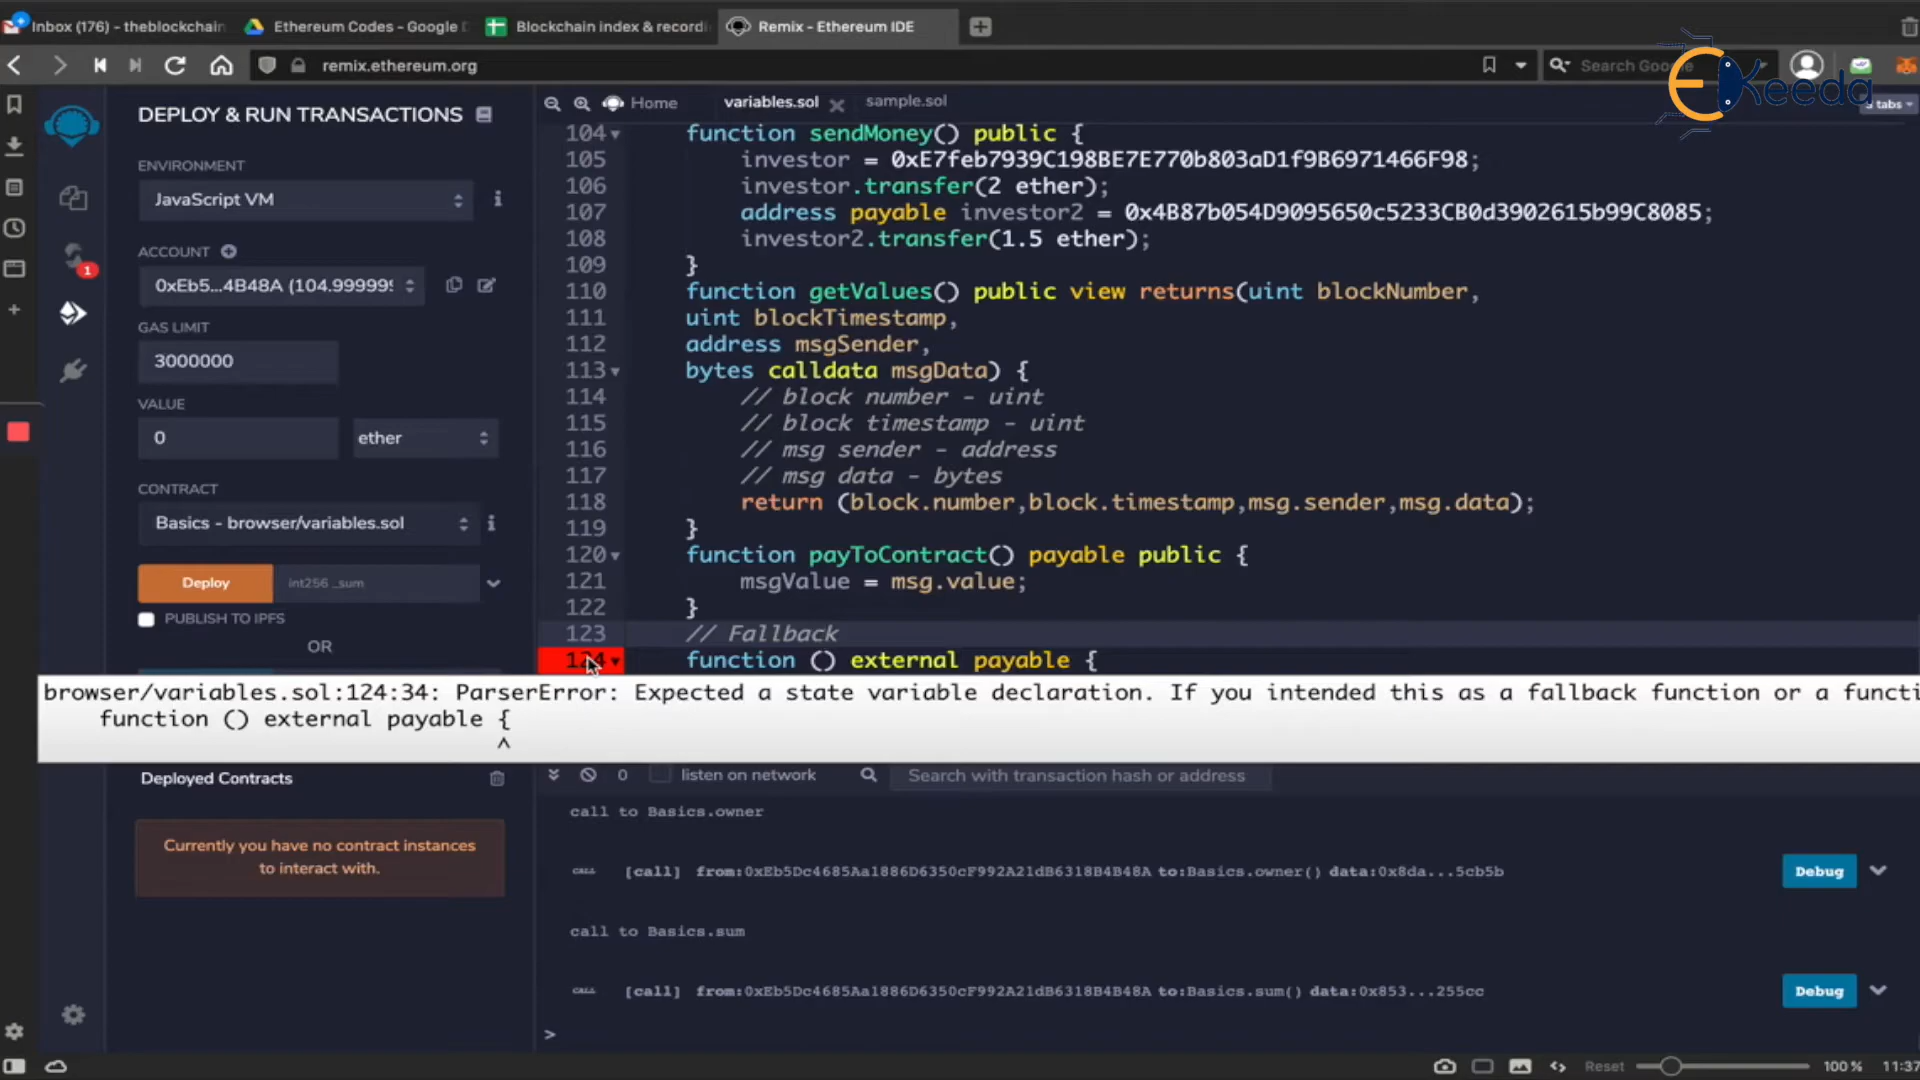 Inbox (176) - theblockchain
Ethereum Codes - Google D
Blockchain index & recordi
Remix - Ethereum IDE
remix.ethereum.org
Search Google
EKeeda
tabs
DEPLOY & RUN TRANSACTIONS
ENVIRONMENT
JavaScript VM
i
ACCOUNT
0xEb5...4B48A (104.999999
GAS LIMIT
3000000
VALUE
0
ether
CONTRACT
Basics - browser/variables.sol
i
Deploy
int256 _sum
PUBLISH TO IPFS
OR
1
Home
variables.sol
sample.sol
104 function sendMoney() public {
105 investor = 0xE7feb7939C198BE7E770b803aD1f9B6971466F98;
106 investor.transfer(2 ether);
107 address payable investor2 = 0x4B87b054D9095650c5233CB0d3902615b99C8085;
108 investor2.transfer(1.5 ether);
109 }
110 function getValues() public view returns(uint blockNumber,
111 uint blockTimestamp,
112 address msgSender,
113 bytes calldata msgData) {
114 // block number - uint
115 // block timestamp - uint
116 // msg sender - address
117 // msg data - bytes
118 return (block.number,block.timestamp,msg.sender,msg.data);
119 }
120 function payToContract() payable public {
121 msgValue = msg.value;
122 }
123 // Fallback
124 function () external payable {
browser/variables.sol:124:34: ParserError: Expected a state variable declaration. If you intended this as a fallback function or a functi
function () external payable {
^
Deployed Contracts
Currently you have no contract instances
to interact with.
0
listen on network
Search with transaction hash or address
call to Basics.owner
CALL [call] from:0xEb5Dc4685Aa1886D6350cF992A21dB6318B4B48A to:Basics.owner() data:0x8da...5cb5b
Debug
call to Basics.sum
CALL [call] from:0xEb5Dc4685Aa1886D6350cF992A21dB6318B4B48A to:Basics.sum() data:0x853...255cc
Debug
>
Reset
100 %
11:37